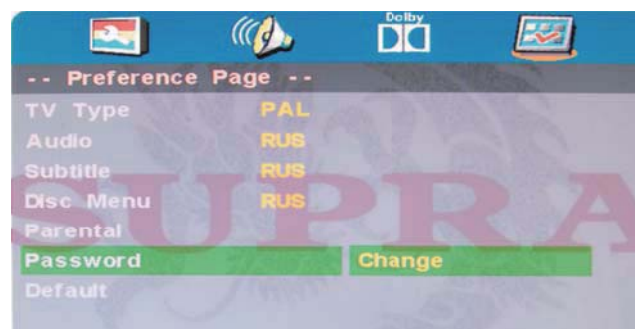 Dolby
-- Preference Page --
TV Type PAL
Audio RUS
Subtitle RUS
Disc Menu RUS
Parental
Password Change
Default
SUPRA